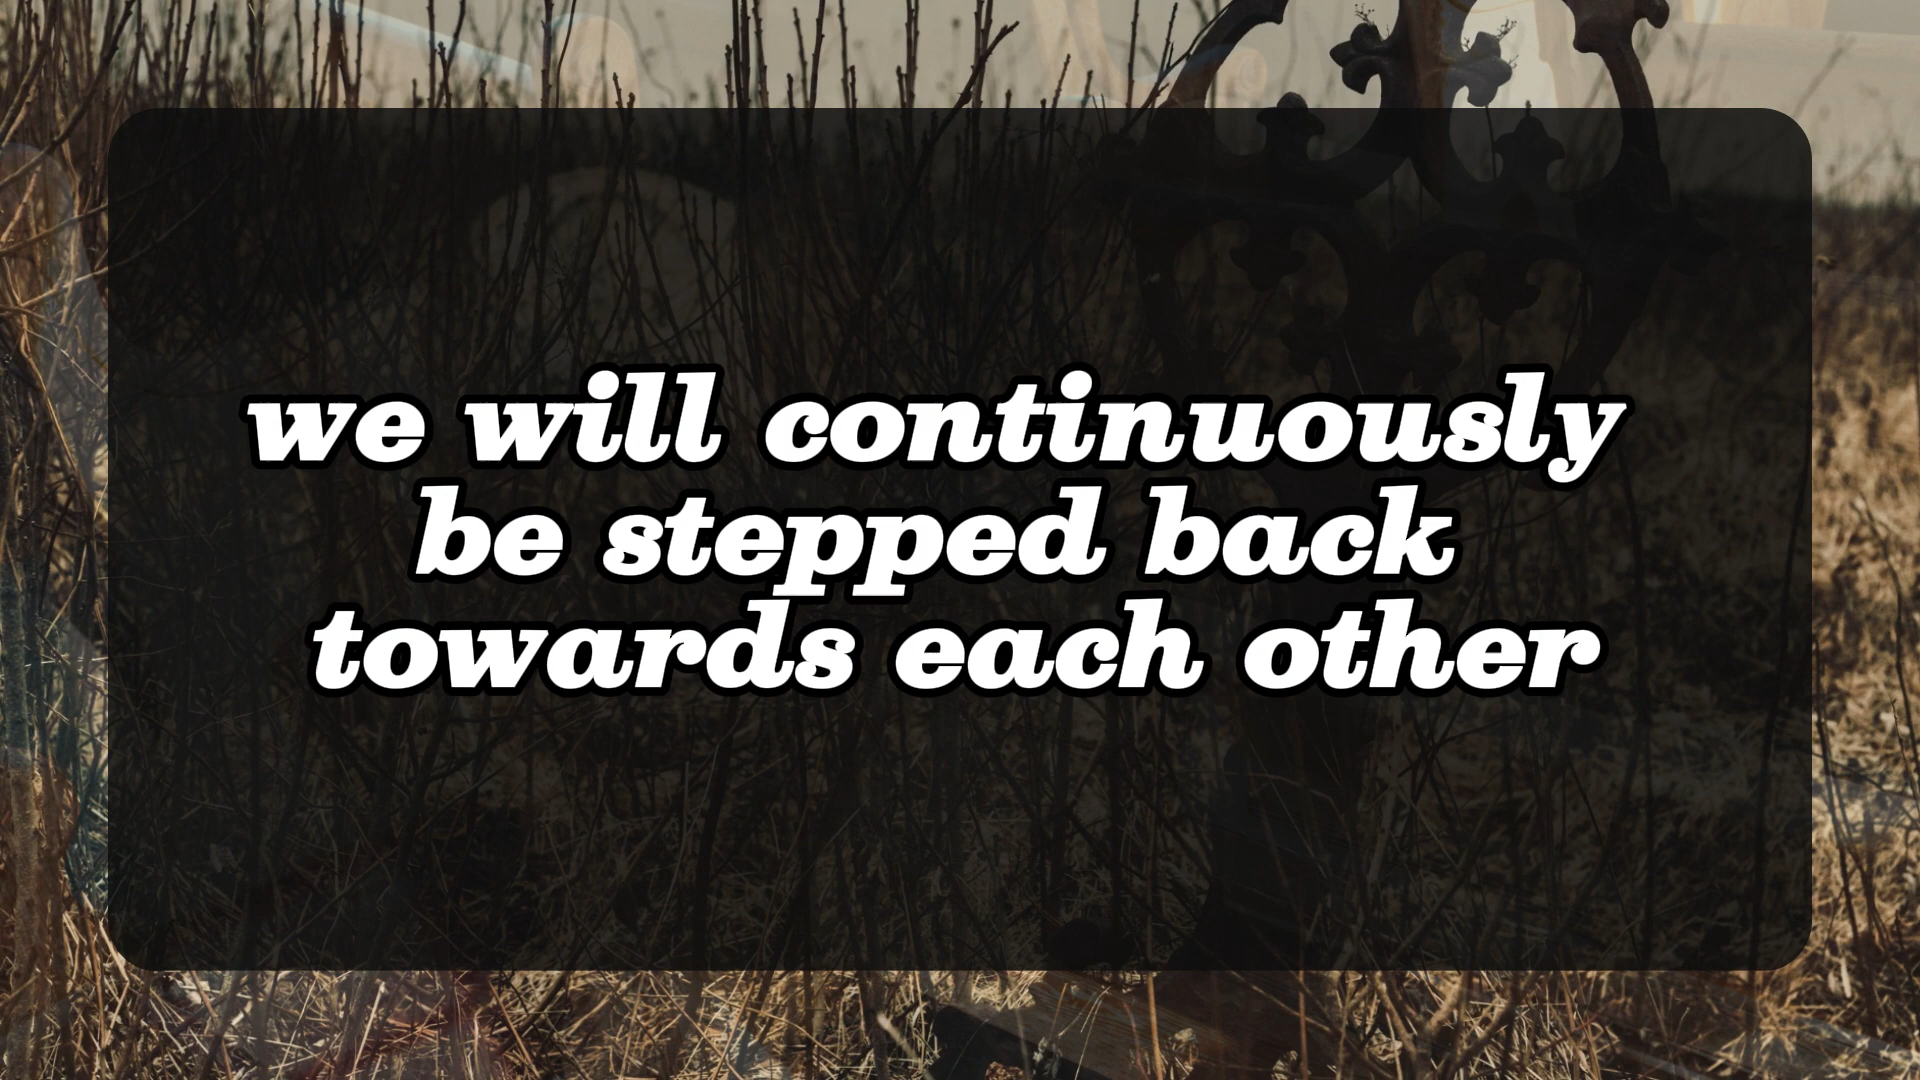 we will continuously
be stepped back
towards each other